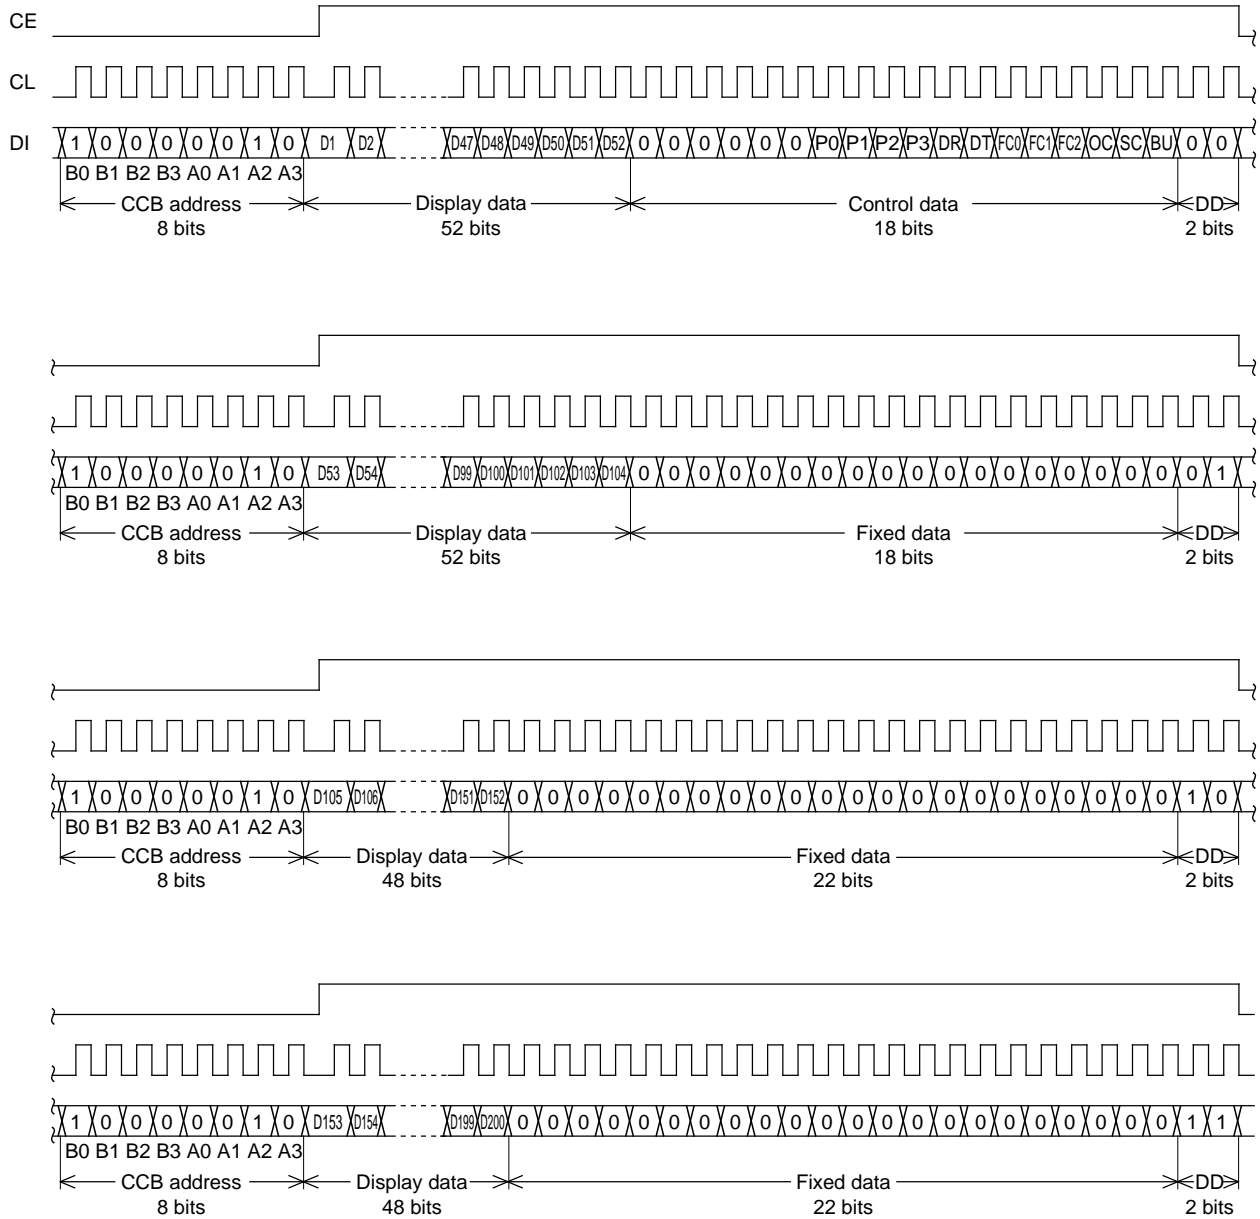 CE
CL
DI 1 0 0 0 0 0 1 0 D1 D2 D47 D48 D49 D50 D51 D52 0 0 0 0 0 0 P0 P1 P2 P3 DR DT FC0 FC1 FC2 OC SC BU 0 0
B0 B1 B2 B3 A0 A1 A2 A3
CCB address Display data Control data DD
8 bits 52 bits 18 bits 2 bits
1 0 0 0 0 0 1 0 D53 D54 D99 D100 D101 D102 D103 D104 0 0 0 0 0 0 0 0 0 0 0 0 0 0 0 0 0 0 0 1
B0 B1 B2 B3 A0 A1 A2 A3
CCB address Display data Fixed data DD
8 bits 52 bits 18 bits 2 bits
1 0 0 0 0 0 1 0 D105 D106 D151 D152 0 0 0 0 0 0 0 0 0 0 0 0 0 0 0 0 0 0 0 0 0 0 1 0
B0 B1 B2 B3 A0 A1 A2 A3
CCB address Display data Fixed data DD
8 bits 48 bits 22 bits 2 bits
1 0 0 0 0 0 1 0 D153 D154 D199 D200 0 0 0 0 0 0 0 0 0 0 0 0 0 0 0 0 0 0 0 0 0 0 1 1
B0 B1 B2 B3 A0 A1 A2 A3
CCB address Display data Fixed data DD
8 bits 48 bits 22 bits 2 bits